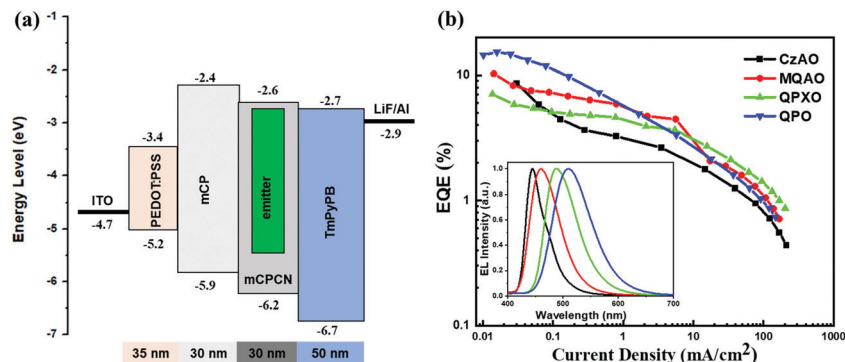 (a)
Energy Level (eV)
-1
-2
-3
-4
-5
-6
-7
ITO
-4.7
-3.4
PEDOT:PSS
-5.2
-2.4
mCP
-5.9
-2.6
emitter
mCPCN
-6.2
-2.7
TmPyPB
-6.7
LiF/Al
-2.9
35 nm 30 nm 30 nm 50 nm
(b)
EQE (%)
10
1
0.1
0.01 0.1 1 10 100 1000
Current Density (mA/cm²)
CzAO
MQAO
QPXO
QPO
EL Intensity (a.u.)
1.0
0.8
0.6
0.4
0.2
0.0
400 500 600 700
Wavelength (nm)